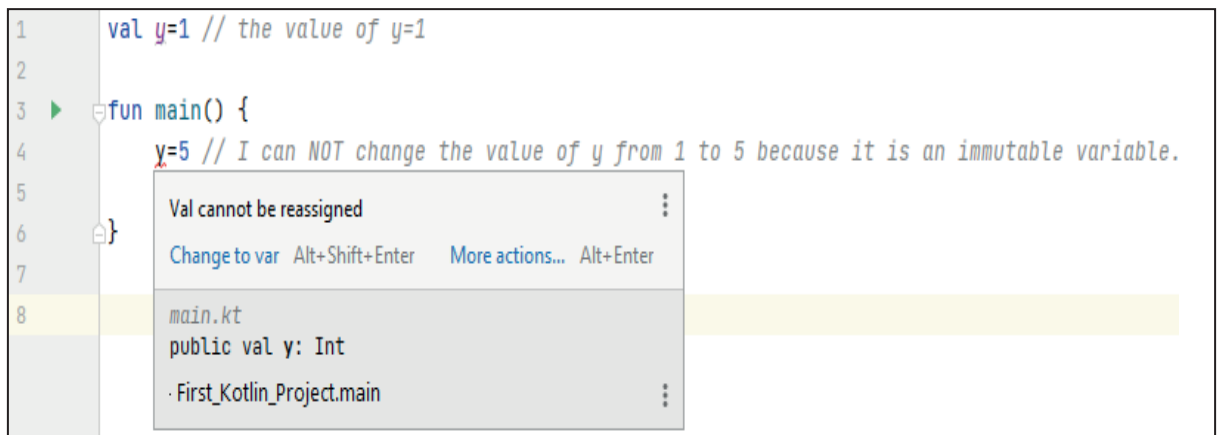 1 val y=1 // the value of y=1
2
3 fun main() {
4 y=5 // I can NOT change the value of y from 1 to 5 because it is an immutable variable.
5
Val cannot be reassigned
6 }
Change to var Alt+Shift+Enter More actions... Alt+Enter
7
8
main.kt
public val y: Int
· First_Kotlin_Project.main